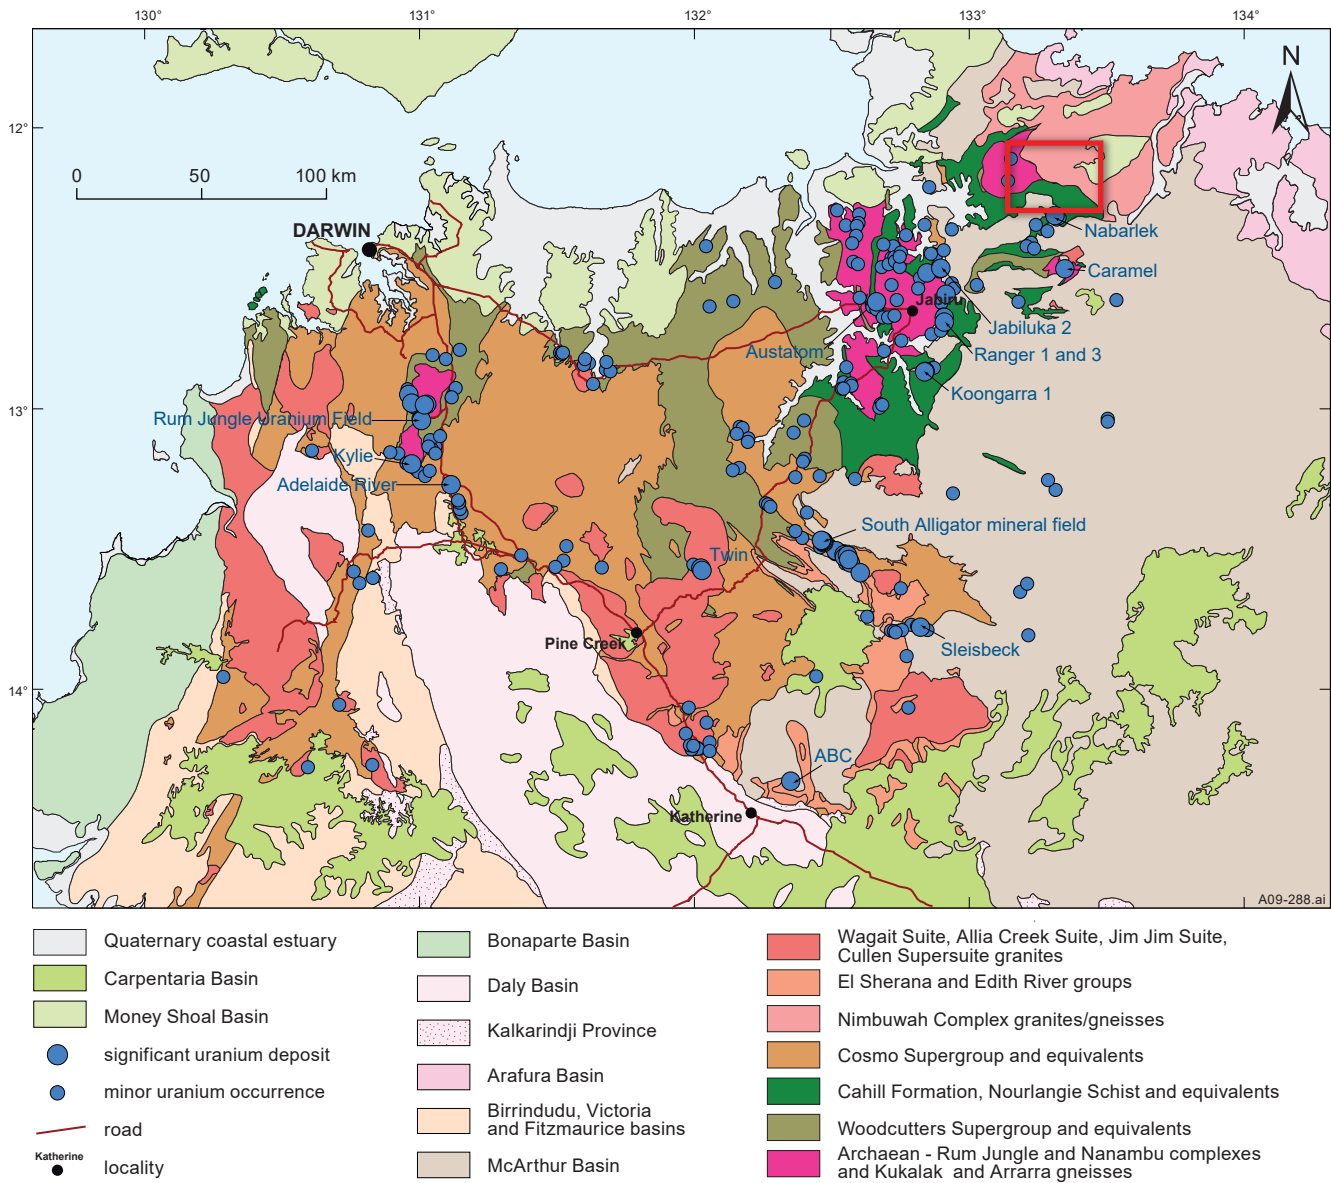 130°
131°
132°
133°
134°
N
12°
0 50 100 km
DARWIN
Nabarlek
Caramel
Jabiru
Jabiluka 2
Austatom
Ranger 1 and 3
Koongarra 1
13°
Rum Jungle Uranium Field
Kylie
Adelaide River
South Alligator mineral field
Twin
Pine Creek
Sleisbeck
14°
ABC
Katherine
A09-288.ai
Quaternary coastal estuary
Carpentaria Basin
Money Shoal Basin
significant uranium deposit
minor uranium occurrence
road
Katherine
locality
Bonaparte Basin
Daly Basin
Kalkarindji Province
Arafura Basin
Birrindudu, Victoria
and Fitzmaurice basins
McArthur Basin
Wagait Suite, Allia Creek Suite, Jim Jim Suite,
Cullen Supersuite granites
El Sherana and Edith River groups
Nimbuwah Complex granites/gneisses
Cosmo Supergroup and equivalents
Cahill Formation, Nourlangie Schist and equivalents
Woodcutters Supergroup and equivalents
Archaean - Rum Jungle and Nanambu complexes
and Kukalak and Arrarra gneisses